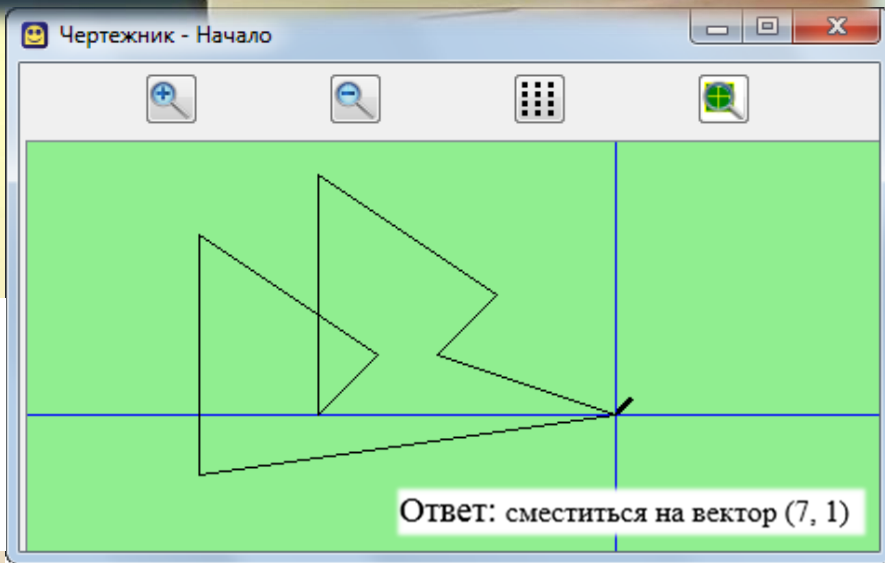 Чертежник - Начало
Ответ: сместиться на вектор (7, 1)